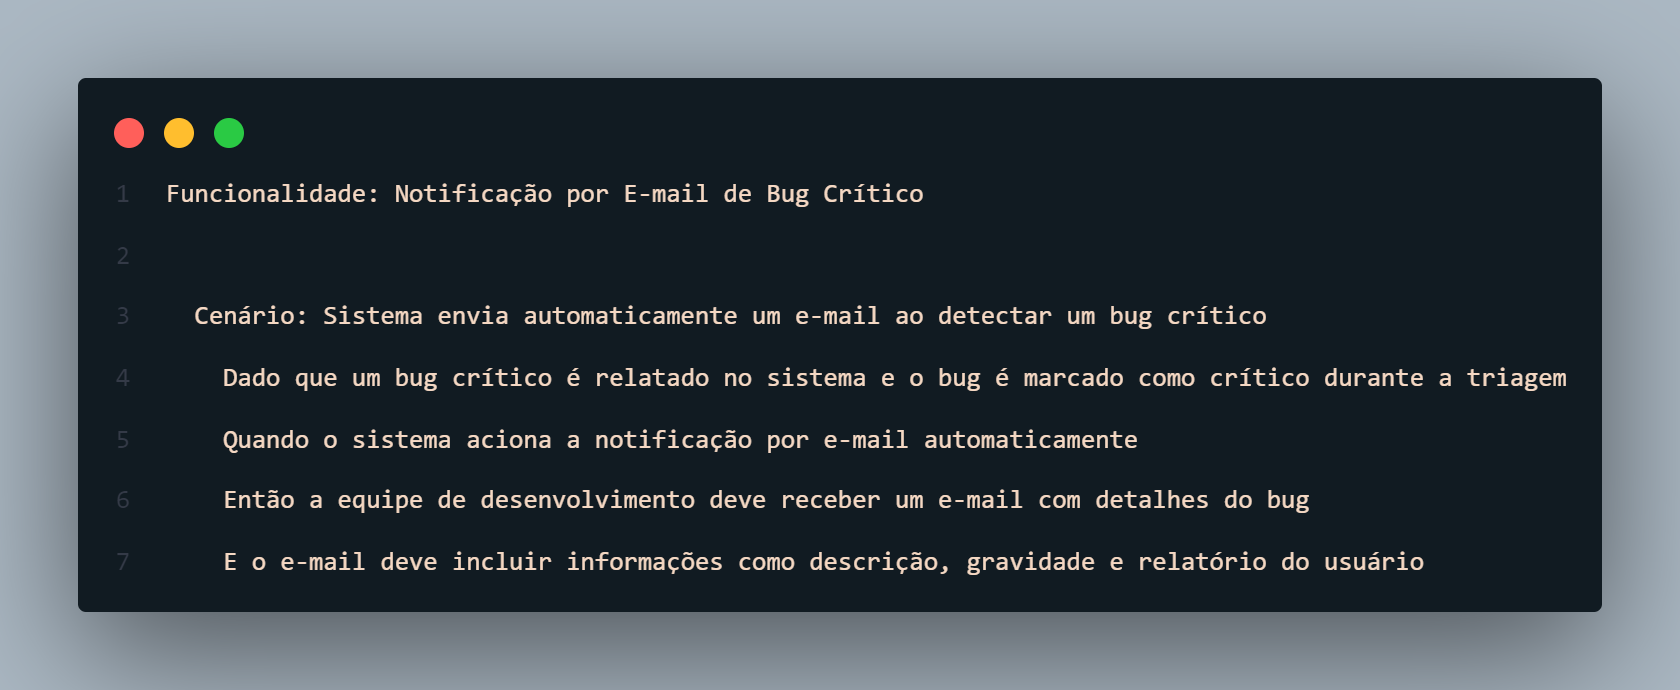 1 Funcionalidade: Notificação por E-mail de Bug Crítico
2
3 Cenário: Sistema envia automaticamente um e-mail ao detectar um bug crítico
4 Dado que um bug crítico é relatado no sistema e o bug é marcado como crítico durante a triagem
5 Quando o sistema aciona a notificação por e-mail automaticamente
6 Então a equipe de desenvolvimento deve receber um e-mail com detalhes do bug
7 E o e-mail deve incluir informações como descrição, gravidade e relatório do usuário